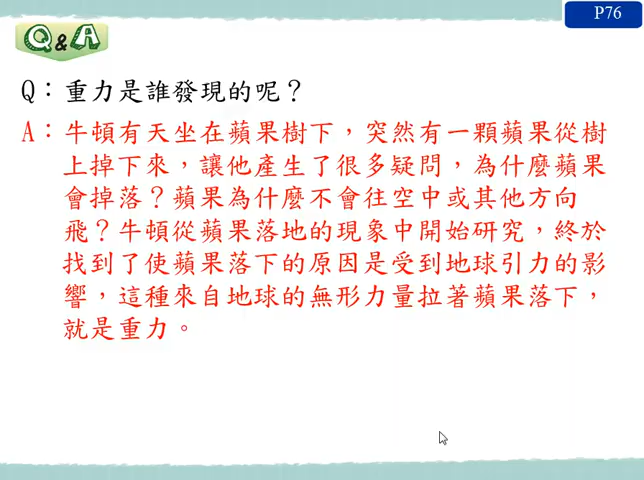 P76
Q&A
Q：重力是誰發現的呢？
A：牛頓有天坐在蘋果樹下，突然有一顆蘋果從樹
上掉下來，讓他產生了很多疑問，為什麼蘋果
會掉落？蘋果為什麼不會往空中或其他方向
飛？牛頓從蘋果落地的現象中開始研究，終於
找到了使蘋果落下的原因是受到地球引力的影
響，這種來自地球的無形力量拉著蘋果落下，
就是重力。